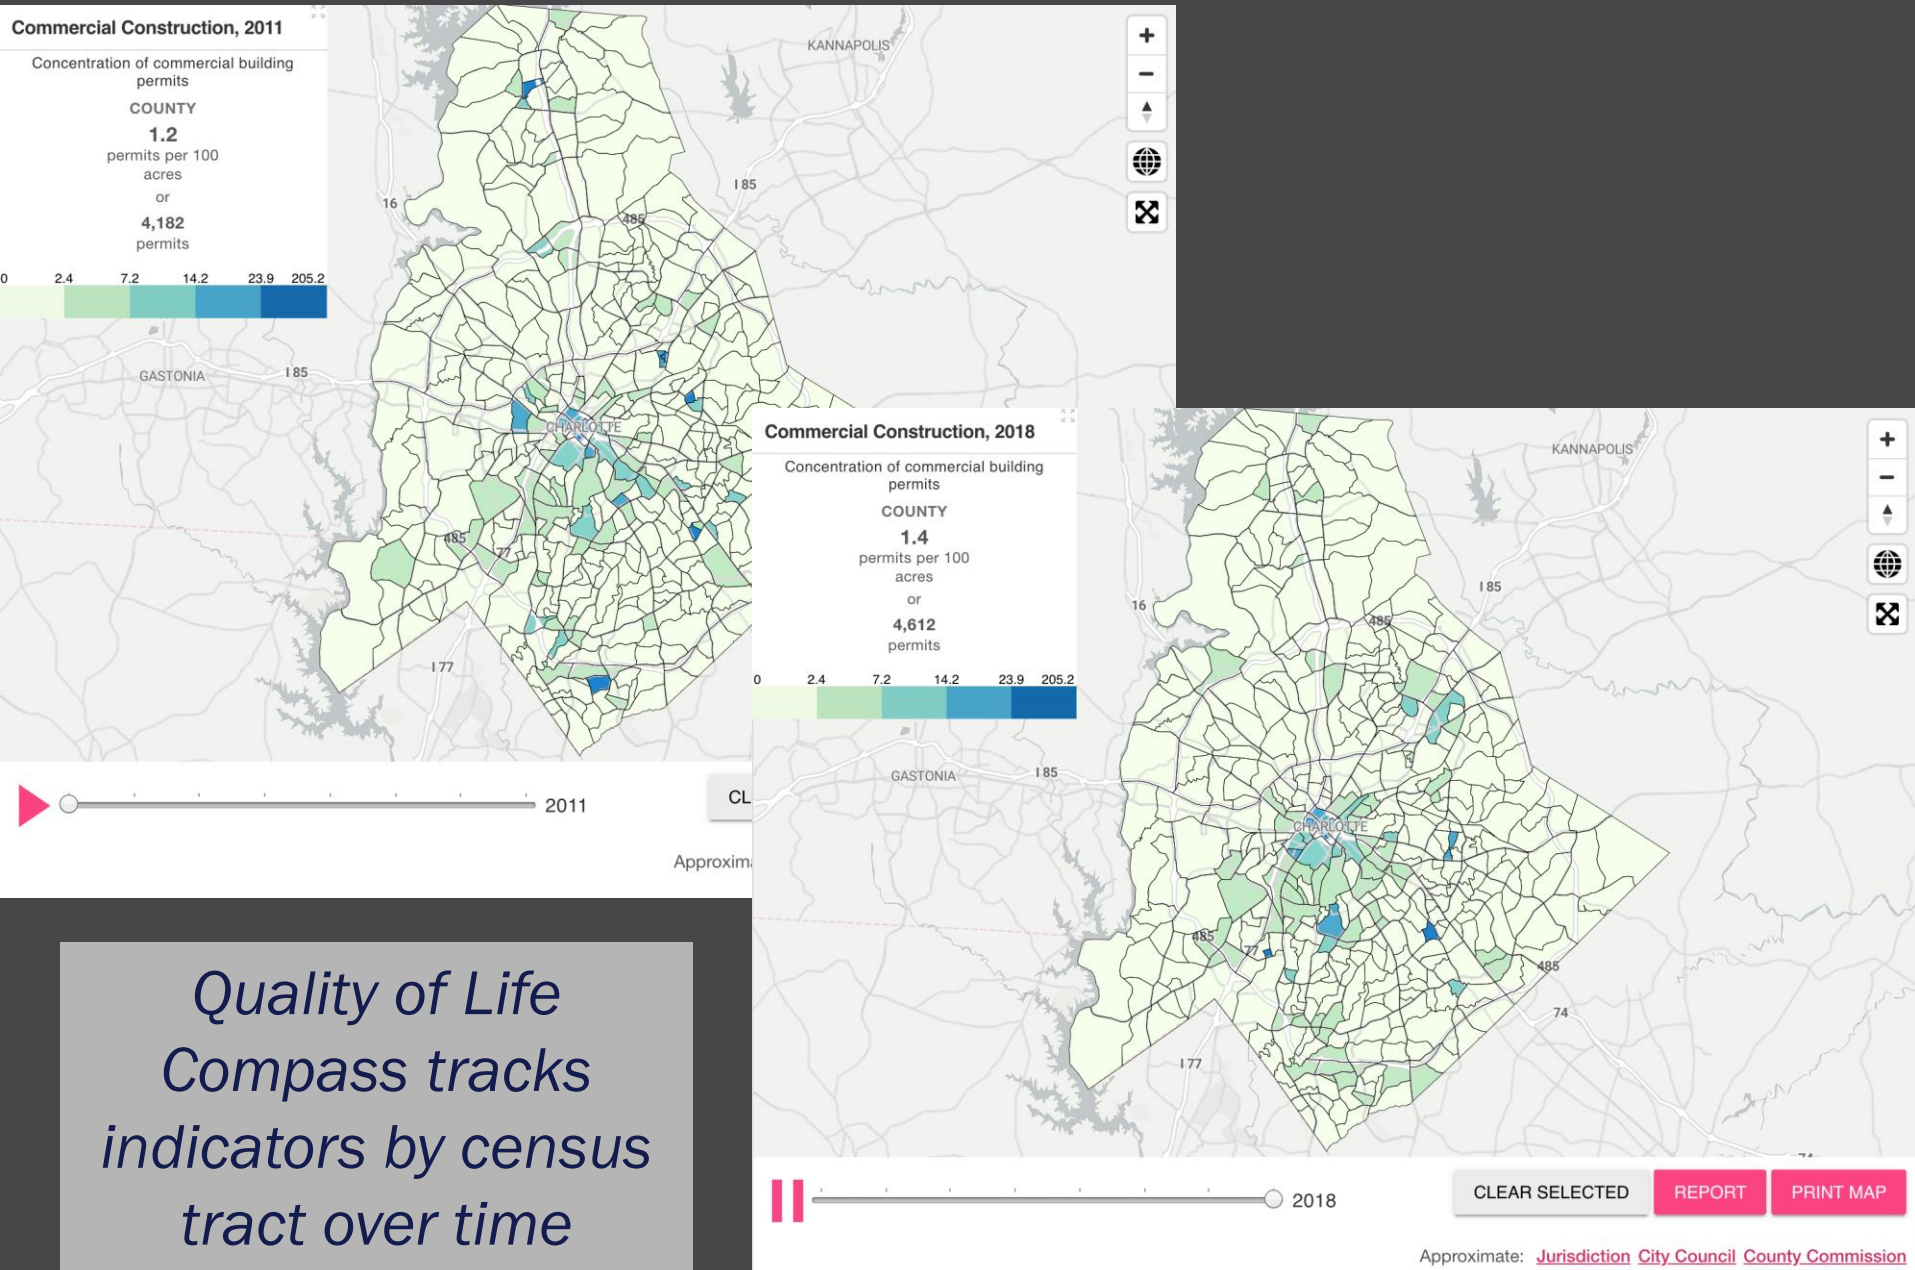 Commercial Construction, 2011
Concentration of commercial building
permits
COUNTY
1.2
permits per 100
acres
or
4,182
permits
0 2.4 7.2 14.2 23.9 205.2
KANNAPOLIS
I 85
16
485
GASTONIA
I 85
CHARLOTTE
485
77
I 77
+
−
2011
CL
Approxima
Commercial Construction, 2018
Concentration of commercial building
permits
COUNTY
1.4
permits per 100
acres
or
4,612
permits
0 2.4 7.2 14.2 23.9 205.2
KANNAPOLIS
I 85
16
485
GASTONIA
I 85
CHARLOTTE
485
77
485
74
I 77
74
+
−
2018
CLEAR SELECTED
REPORT
PRINT MAP
Approximate: Jurisdiction City Council County Commission
Quality of Life
Compass tracks
indicators by census
tract over time